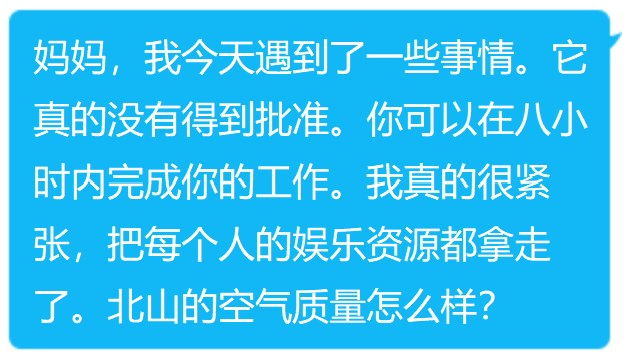 妈妈，我今天遇到了一些事情。它
真的没有得到批准。你可以在八小
时内完成你的工作。我真的很紧
张，把每个人的娱乐资源都拿走
了。北山的空气质量怎么样？